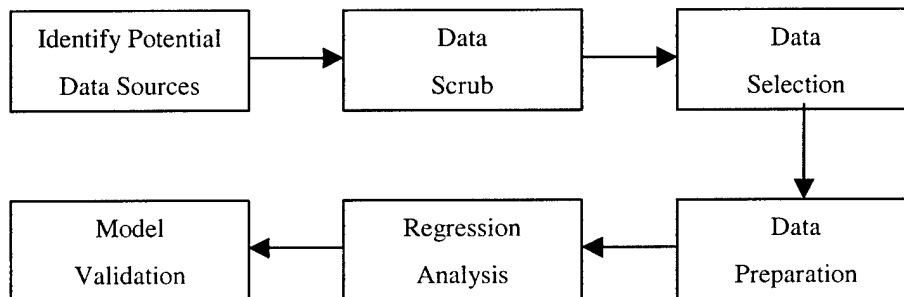 Identify Potential
Data Sources
Data
Scrub
Data
Selection
Data
Preparation
Regression
Analysis
Model
Validation